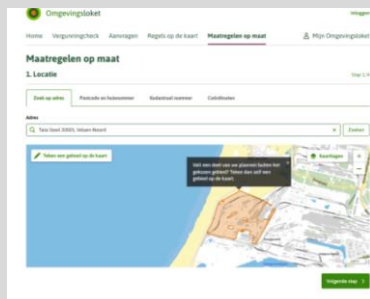 Omgevingsloket
Inloggen
Home Vergunningcheck Aanvragen Regels op de kaart Maatregelen op maat Mijn Omgevingsloket
Maatregelen op maat
1. Locatie
Stap 1/4
Zoek op adres Postcode en huisnummer Kadastraal nummer Coördinaten
Adres
Zoeken
Teken een gebied op de kaart
Valt een deel van uw plannen buiten het
gekozen gebied? Teken dan zelf een
gebied op de kaart.
Kaartlagen
Volgende stap